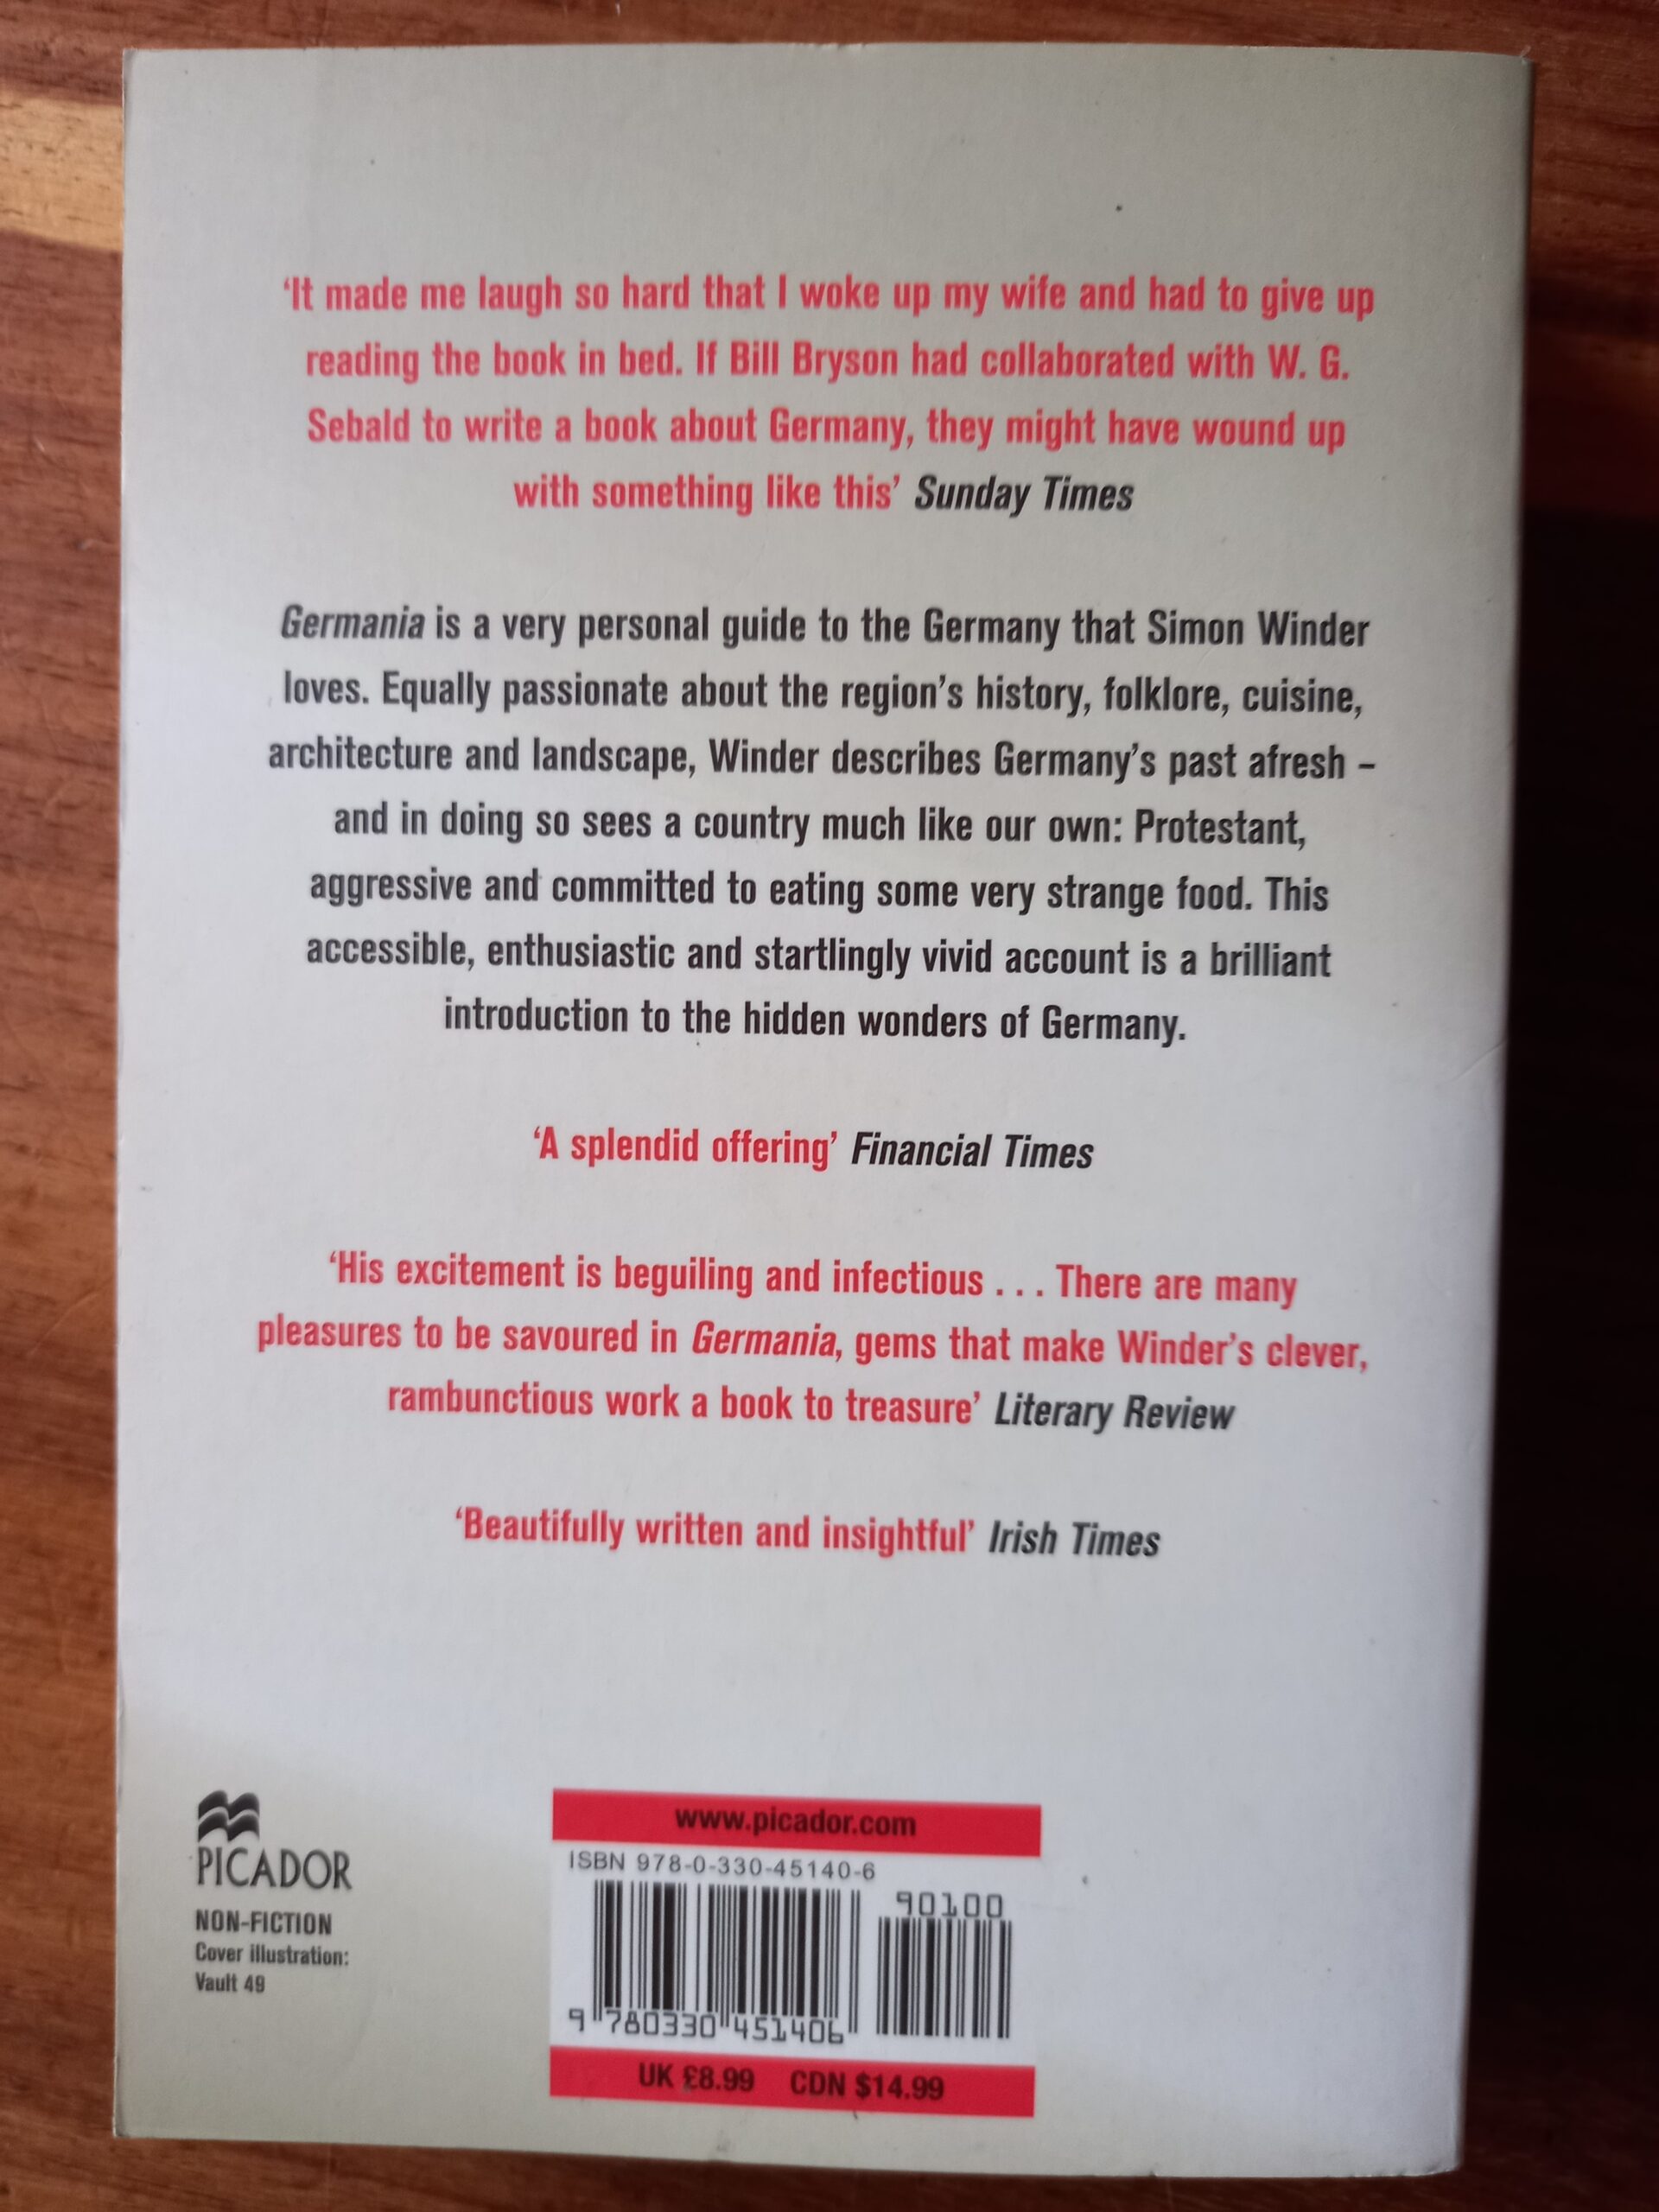 ‘It made me laugh so hard that I woke up my wife and had to give up
reading the book in bed. If Bill Bryson had collaborated with W. G.
Sebald to write a book about Germany, they might have wound up
with something like this’ Sunday Times
Germania is a very personal guide to the Germany that Simon Winder
loves. Equally passionate about the region’s history, folklore, cuisine,
architecture and landscape, Winder describes Germany’s past afresh –
and in doing so sees a country much like our own: Protestant,
aggressive and committed to eating some very strange food. This
accessible, enthusiastic and startlingly vivid account is a brilliant
introduction to the hidden wonders of Germany.
‘A splendid offering’ Financial Times
‘His excitement is beguiling and infectious . . . There are many
pleasures to be savoured in Germania, gems that make Winder’s clever,
rambunctious work a book to treasure’ Literary Review
‘Beautifully written and insightful’ Irish Times
PICADOR
NON-FICTION
Cover illustration:
Vault 49
www.picador.com
ISBN 978-0-330-45140-6
90100
9 780330 451406
UK £8.99 CDN $14.99